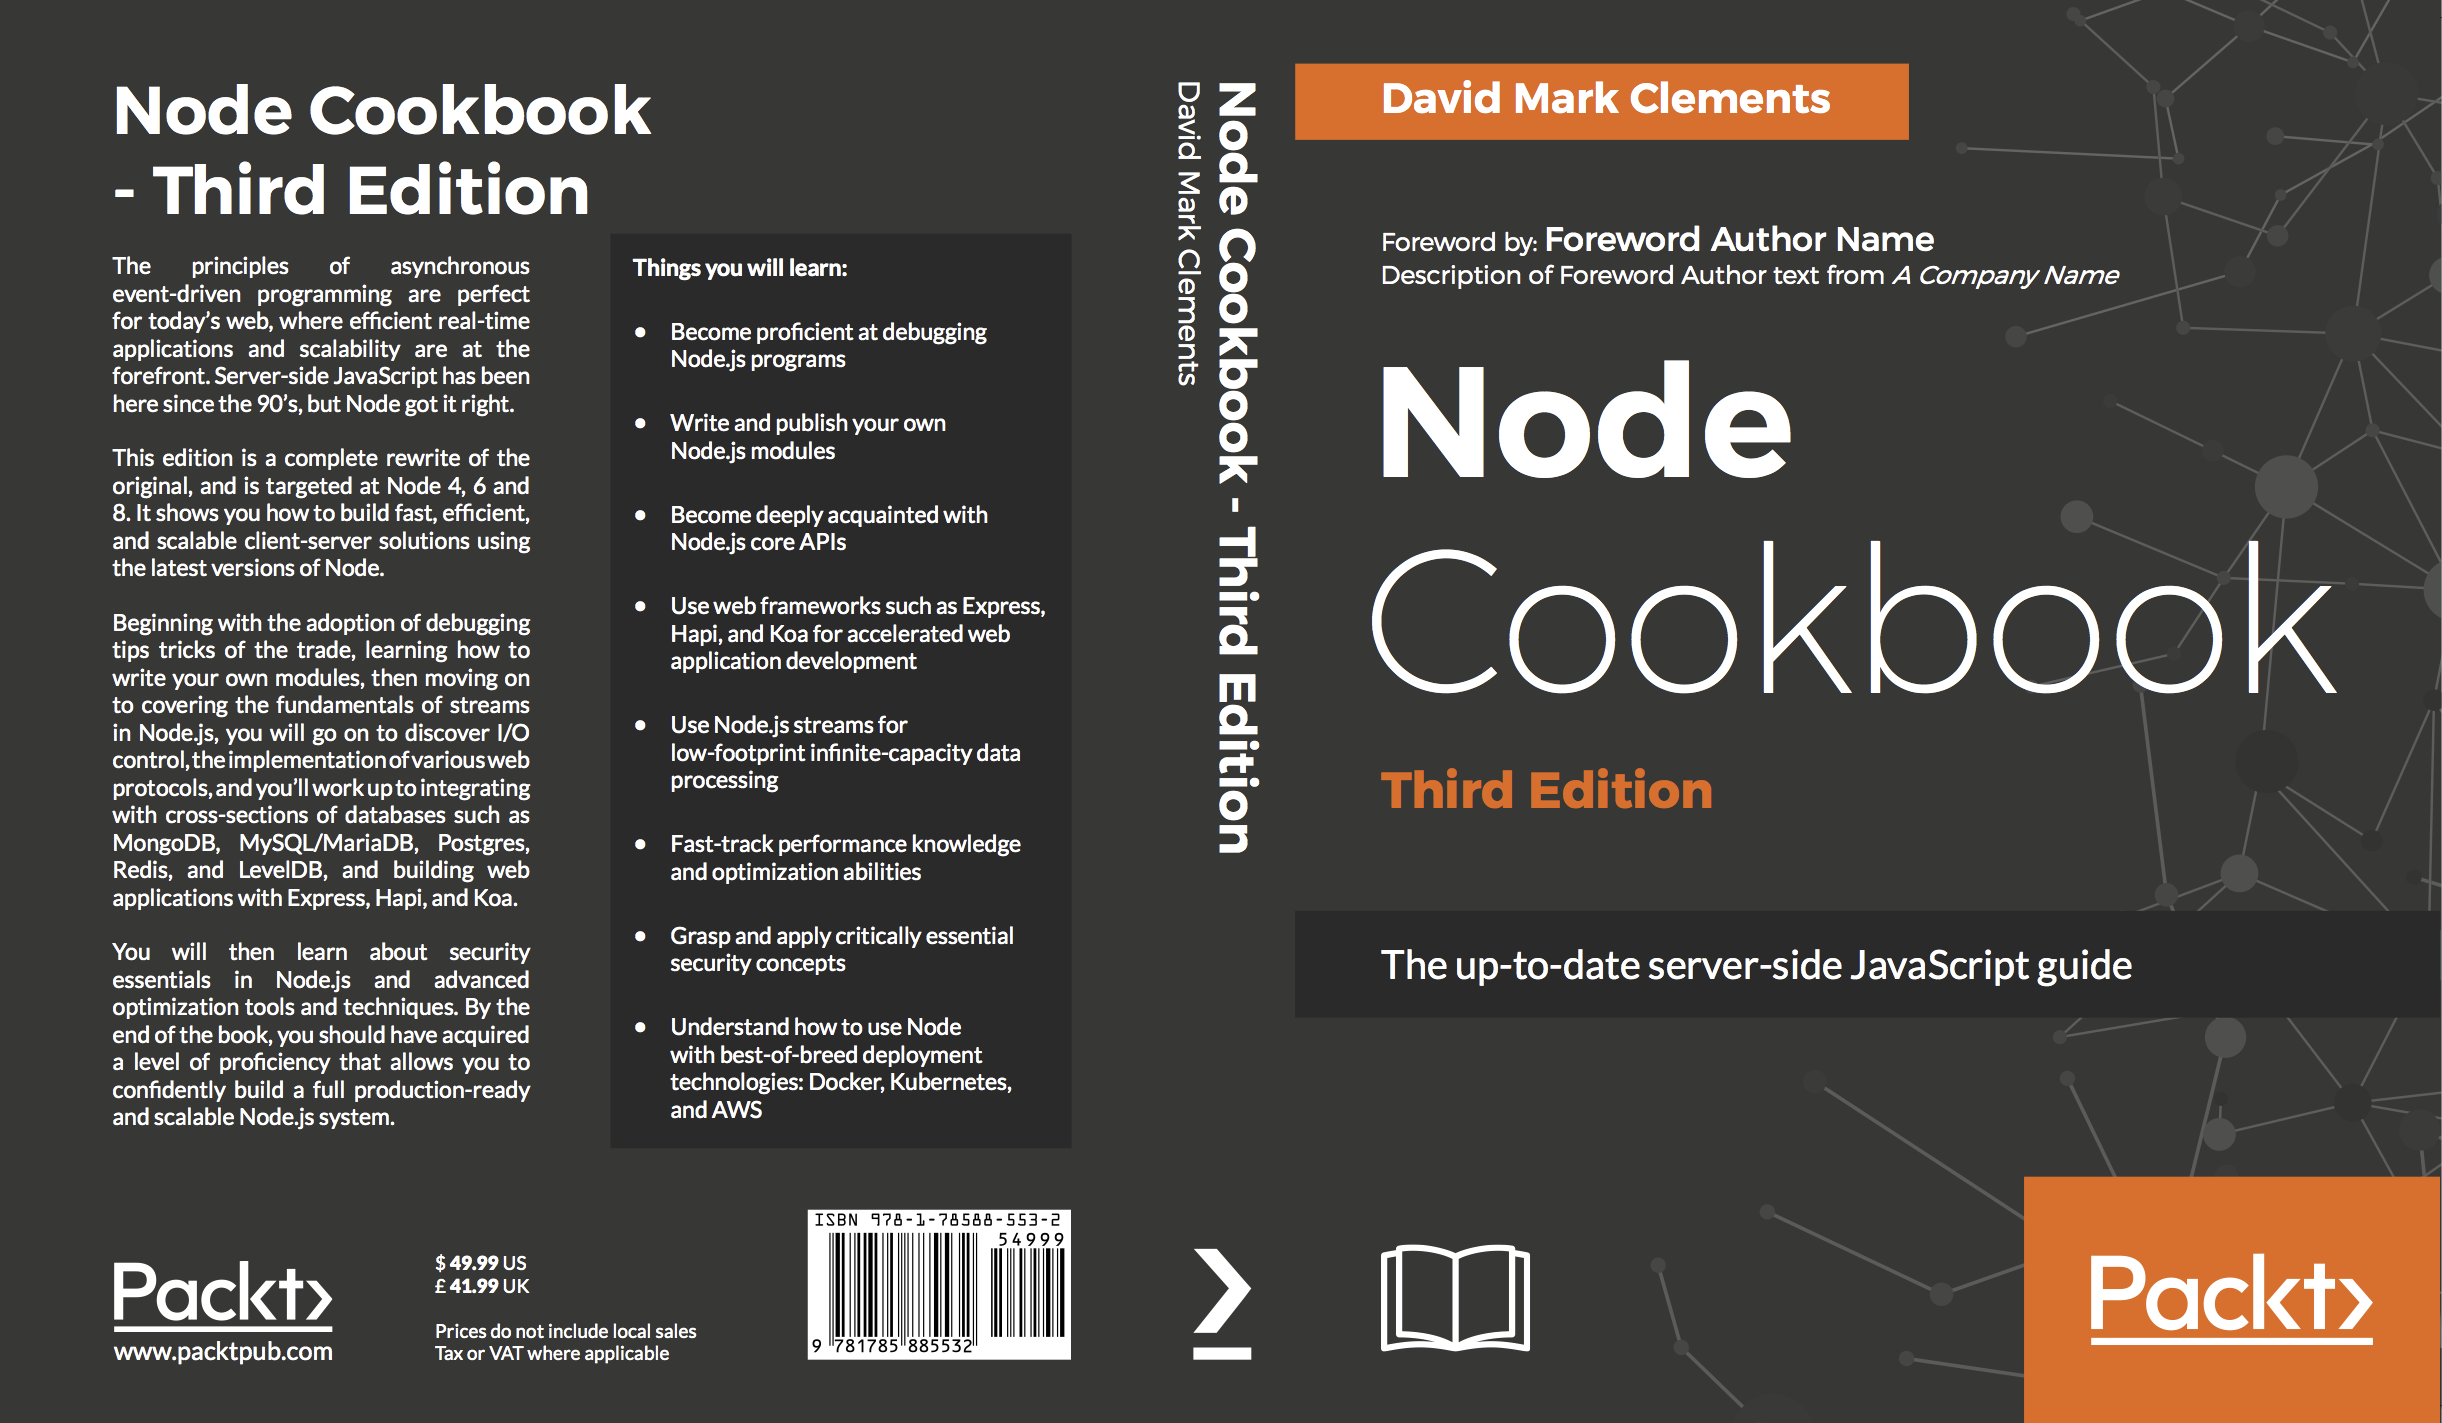 Node Cookbook
- Third Edition
The principles of asynchronous
event-driven programming are perfect
for today's web, where efficient real-time
applications and scalability are at the
forefront. Server-side JavaScript has been
here since the 90's, but Node got it right.
This edition is a complete rewrite of the
original, and is targeted at Node 4, 6 and
8. It shows you how to build fast, efficient,
and scalable client-server solutions using
the latest versions of Node.
Beginning with the adoption of debugging
tips tricks of the trade, learning how to
write your own modules, then moving on
to covering the fundamentals of streams
in Node.js, you will go on to discover I/O
control, the implementation of various web
protocols, and you'll work up to integrating
with cross-sections of databases such as
MongoDB, MySQL/MariaDB, Postgres,
Redis, and LevelDB, and building web
applications with Express, Hapi, and Koa.
You will then learn about security
essentials in Node.js and advanced
optimization tools and techniques. By the
end of the book, you should have acquired
a level of proficiency that allows you to
confidently build a full production-ready
and scalable Node.js system.
Things you will learn:
● Become proficient at debugging
Node.js programs
● Write and publish your own
Node.js modules
● Become deeply acquainted with
Node.js core APIs
● Use web frameworks such as Express,
Hapi, and Koa for accelerated web
application development
● Use Node.js streams for
low-footprint infinite-capacity data
processing
● Fast-track performance knowledge
and optimization abilities
● Grasp and apply critically essential
security concepts
● Understand how to use Node
with best-of-breed deployment
technologies: Docker, Kubernetes,
and AWS
Packt
www.packtpub.com
$ 49.99 US
£ 41.99 UK
Prices do not include local sales
Tax or VAT where applicable
ISBN 978-1-78588-553-2
54999
9 781785 885532
Node Cookbook - Third Edition
David Mark Clements
David Mark Clements
Foreword by: Foreword Author Name
Description of Foreword Author text from A Company Name
Node
Cookbook
Third Edition
The up-to-date server-side JavaScript guide
Packt